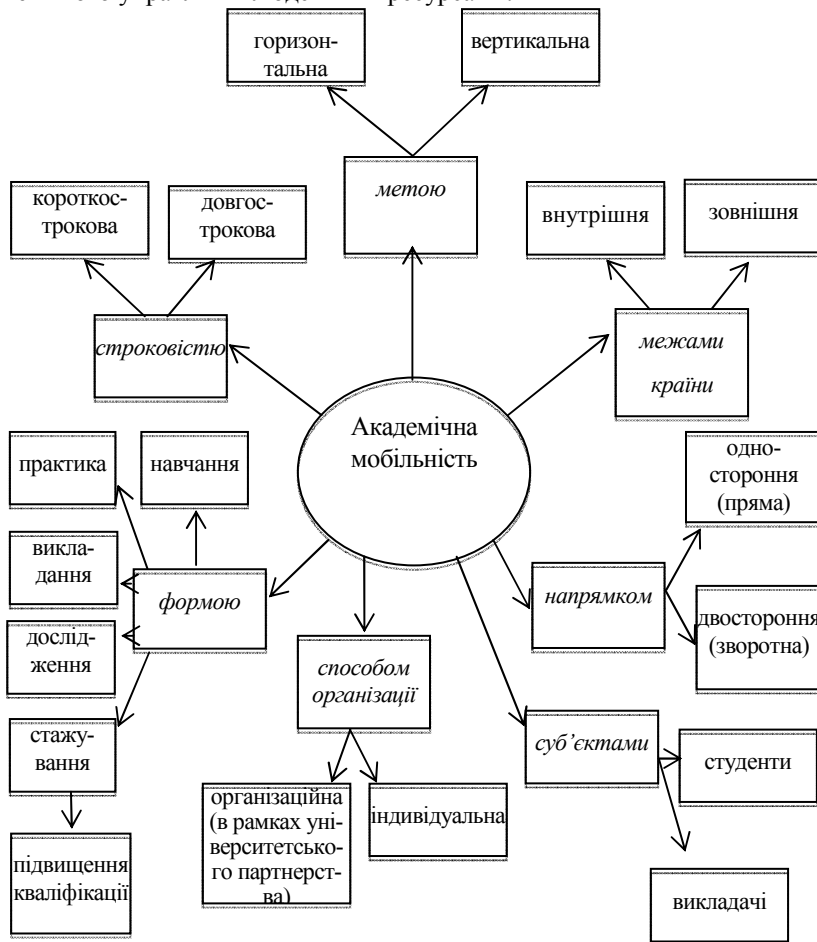 горизон-
тальна
вертикальна
метою
короткос-
трокова
довгос-
трокова
строковістю
внутрішня
зовнішня
межами
країни
Академічна
мобільність
практика
навчання
викла-
дання
дослід-
ження
стажу-
вання
підвищення
кваліфікації
формою
способом
організації
організаційна
(в рамках уні-
верситетсько-
го партнерст-
ва)
індивідуальна
напрямком
одно-
стороння
(пряма)
двостороння
(зворотна)
суб’єктами
студенти
викладачі